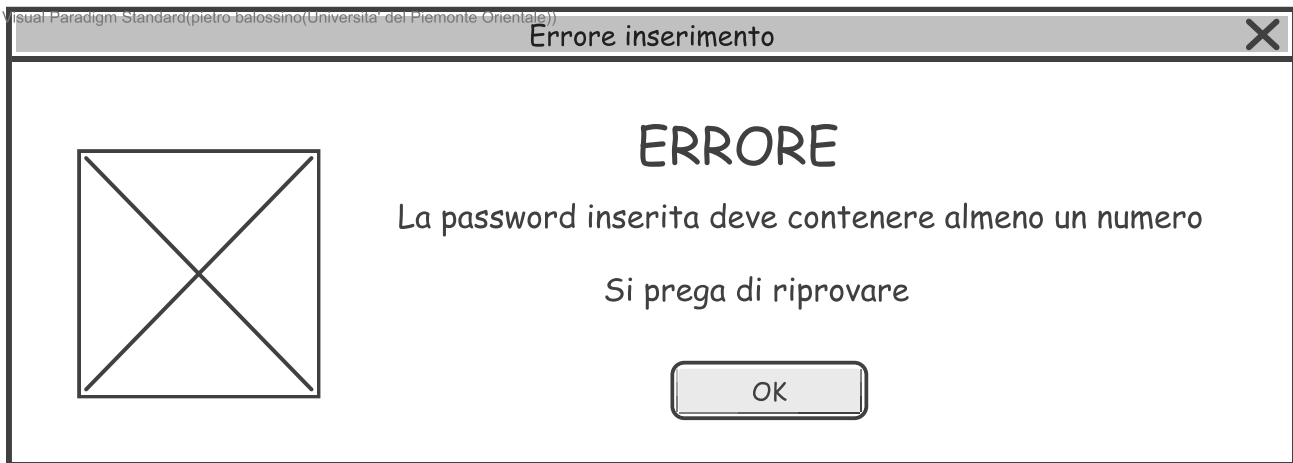 Visual Paradigm Standard(pietro balossino(Universita' del Piemonte Orientale))
Errore inserimento
ERRORE
La password inserita deve contenere almeno un numero
Si prega di riprovare
OK